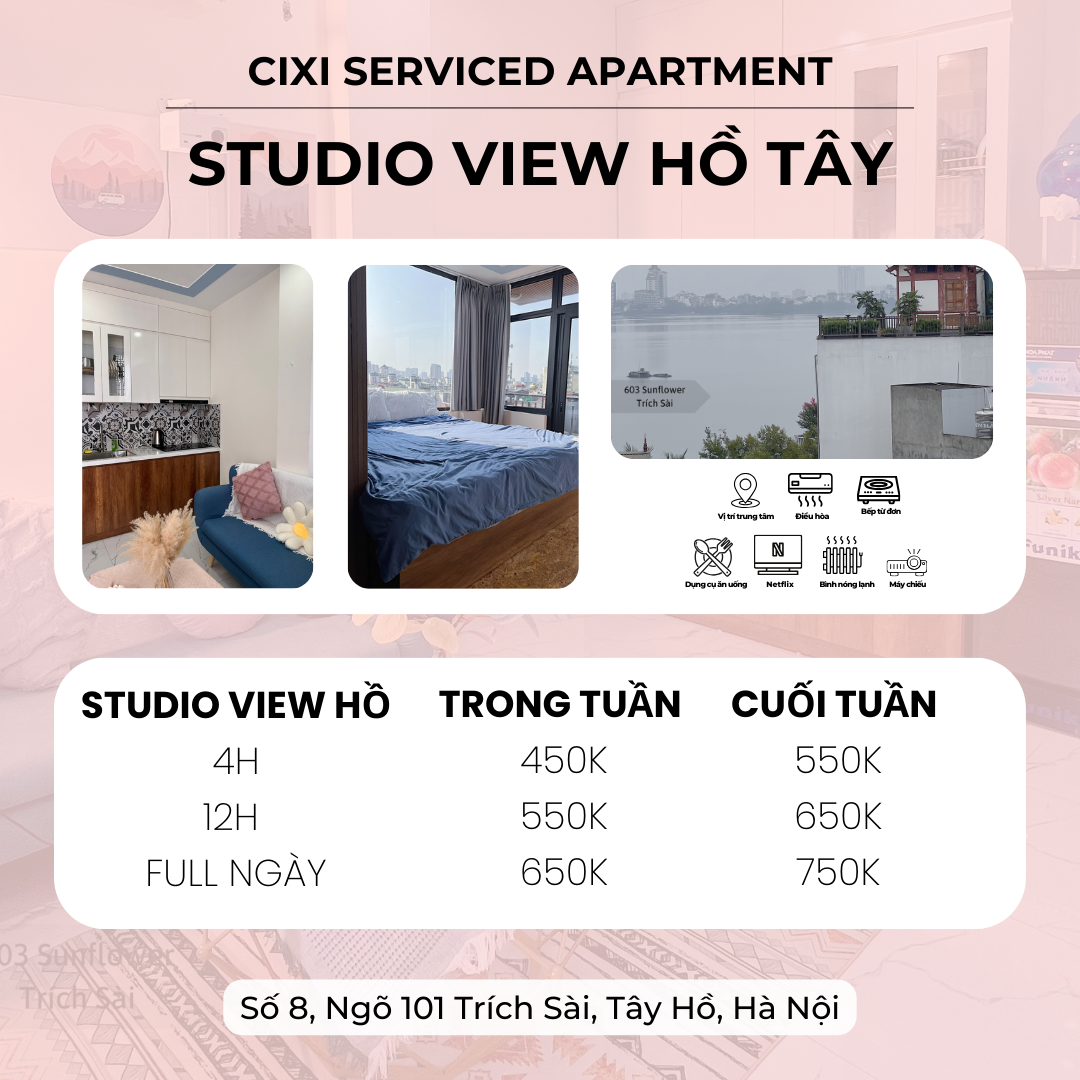 CIXI SERVICED APARTMENT
STUDIO VIEW HỒ TÂY
603 Sunflower
Trích Sài
Vị trí trung tâm
Điều hòa
Bếp từ đơn
Dụng cụ ăn uống
Netflix
Bình nóng lạnh
Máy chiếu
STUDIO VIEW HỒ TRONG TUẦN CUỐI TUẦN
4H 450K 550K
12H 550K 650K
FULL NGÀY 650K 750K
03 Sunflower
Trích Sài
Số 8, Ngõ 101 Trích Sài, Tây Hồ, Hà Nội